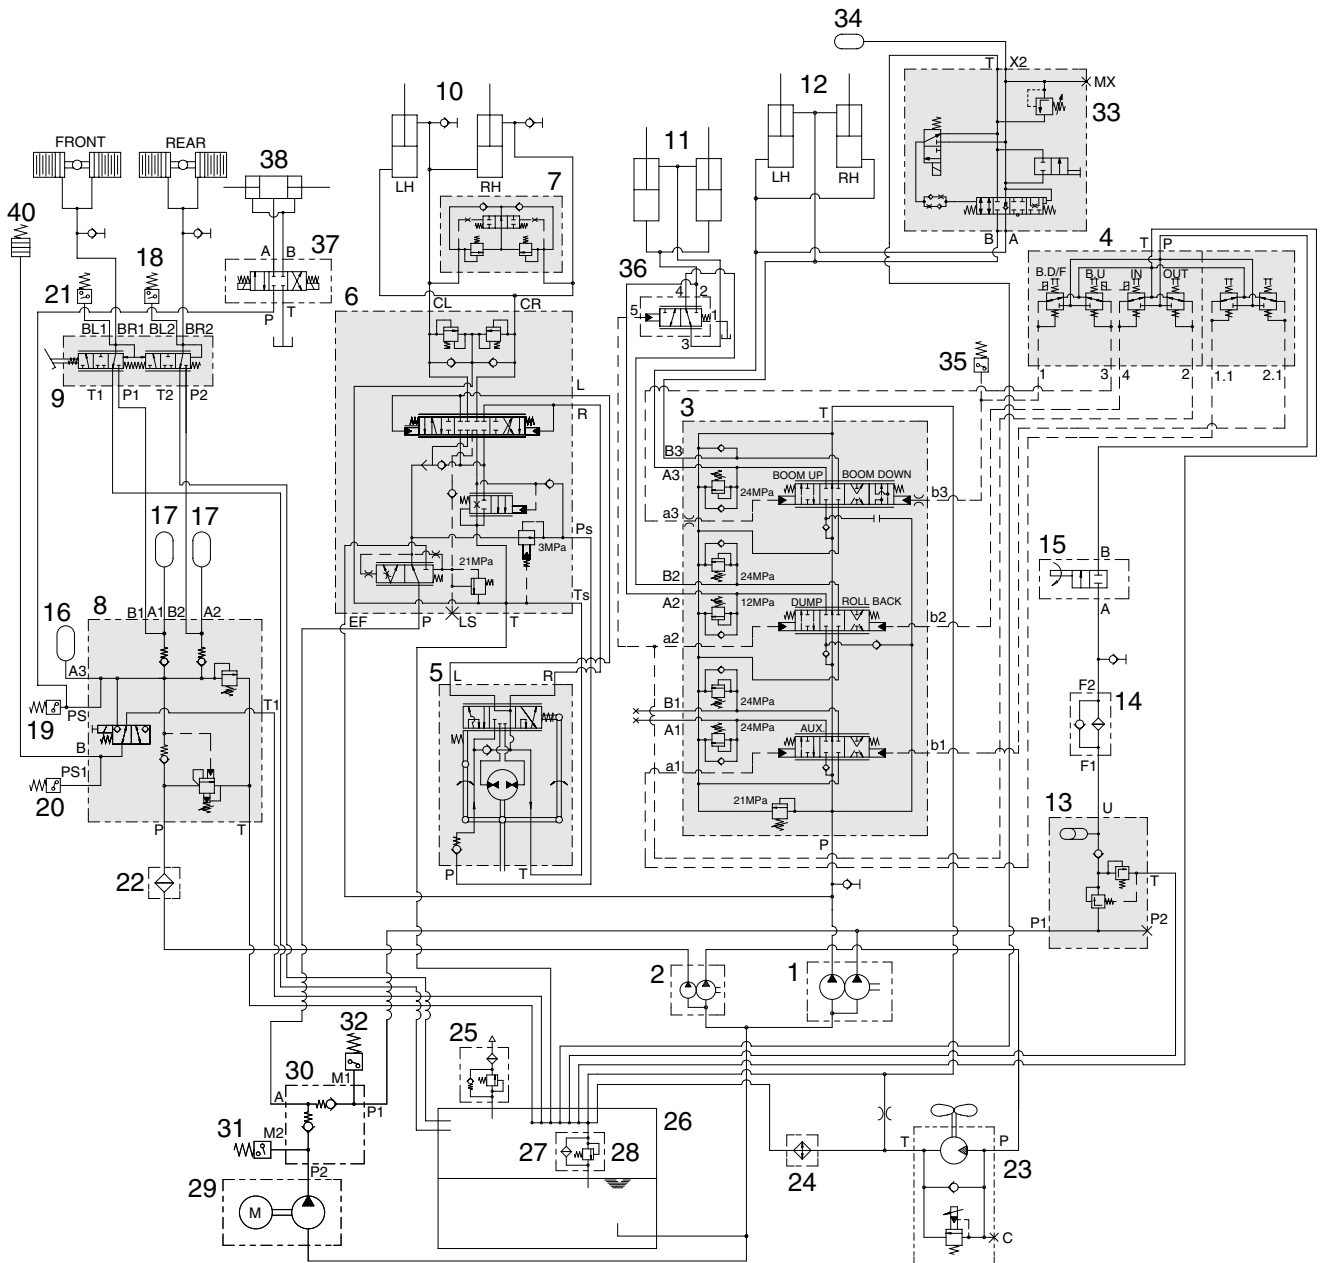 34
T X2
MX
33
10
12
11
FRONT REAR
38
LH RH
7
LH RH
40
A B
37
18
21
P T
B A
4
T P
B.D/F B.U IN OUT
36
4 2
5 1
3
6
CL CR
BL1 BR1 BL2 BR2
9
T1 P1 T2 P2
35
1 3 4 2 1.1 2.1
L
R
3
T
B3
A3
24MPa
BOOM UP BOOM DOWN
a3 b3
17 17
Ps
3MPa
21MPa
Ts
EF P LS T
B2 24MPa
A2 12MPa
DUMP ROLL BACK
a2 b2
15
B
A
16
8
B1 A1 B2 A2
A3
PS
19
T1
B
PS1
20
P T
5
L R
P T
24MPa
B1
A1 24MPa
AUX.
a1 b1
21MPa
P
F2
14
F1
13
U
T
P1 P2
22
2
1
32
25
30
M1
A P1
31
M2
P2
29
M
26
27 28
24
T P
23
C